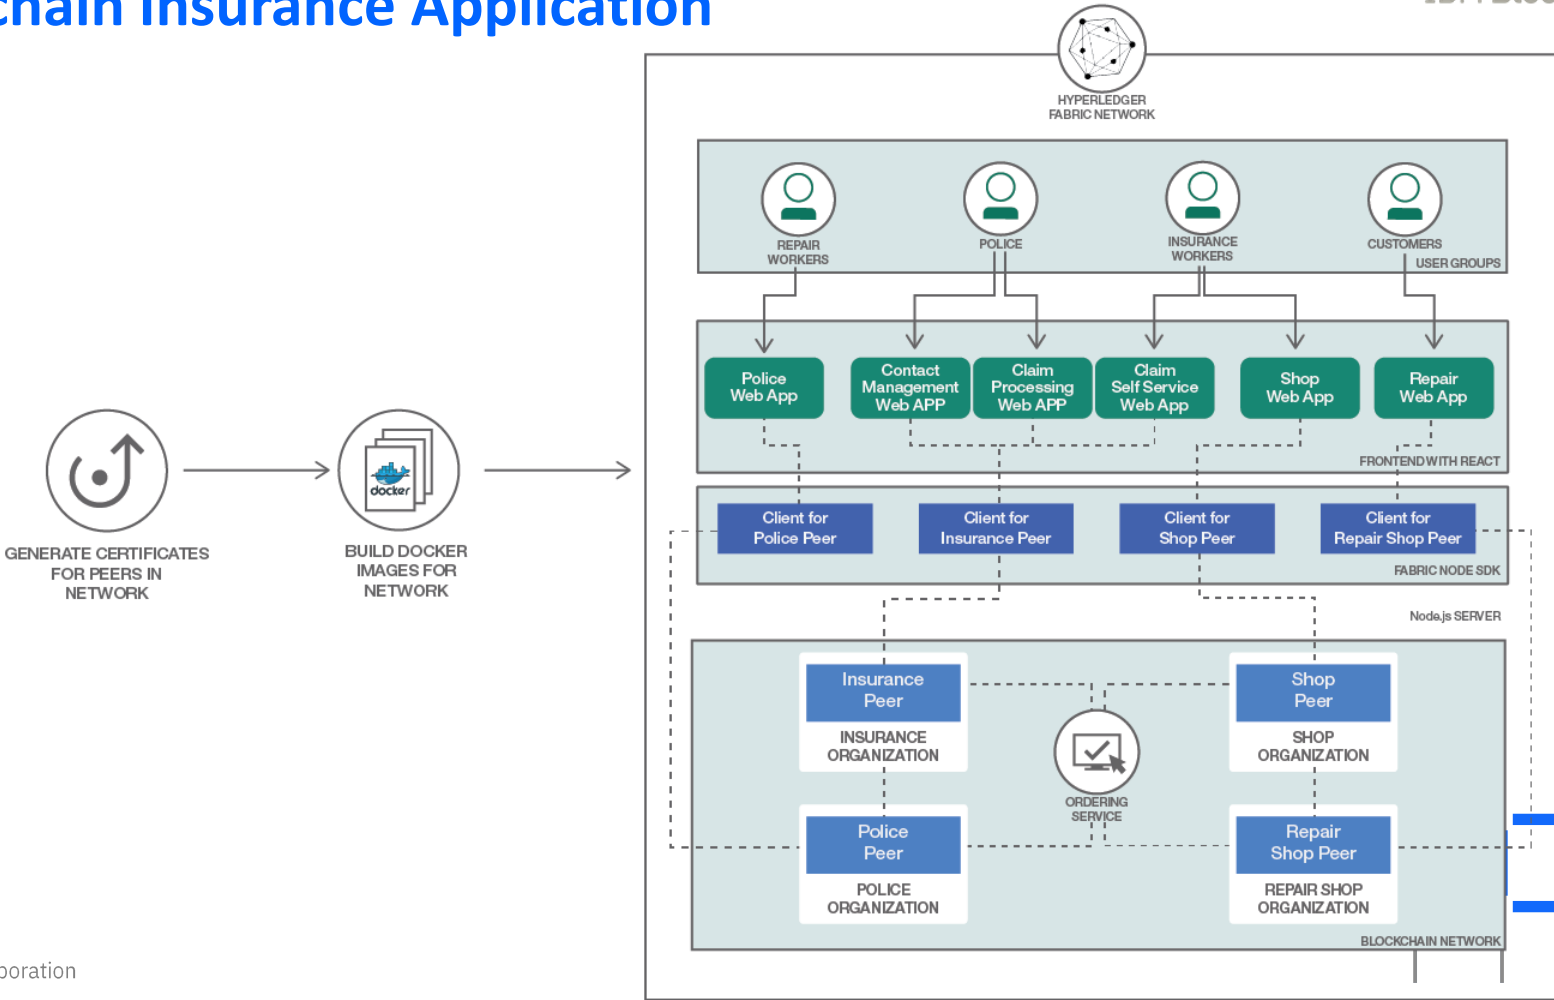 chain Insurance Application
HYPERLEDGER
FABRIC NETWORK
REPAIR
WORKERS
POLICE
INSURANCE
WORKERS
CUSTOMERS
USER GROUPS
Police
Web App
Contact
Management
Web APP
Claim
Processing
Web APP
Claim
Self Service
Web App
Shop
Web App
Repair
Web App
FRONTEND WITH REACT
Client for
Police Peer
Client for
Insurance Peer
Client for
Shop Peer
Client for
Repair Shop Peer
FABRIC NODE SDK
GENERATE CERTIFICATES
FOR PEERS IN
NETWORK
docker
BUILD DOCKER
IMAGES FOR
NETWORK
Node.js SERVER
Insurance
Peer
INSURANCE
ORGANIZATION
Shop
Peer
SHOP
ORGANIZATION
ORDERING
SERVICE
Police
Peer
POLICE
ORGANIZATION
Repair
Shop Peer
REPAIR SHOP
ORGANIZATION
BLOCKCHAIN NETWORK
poration